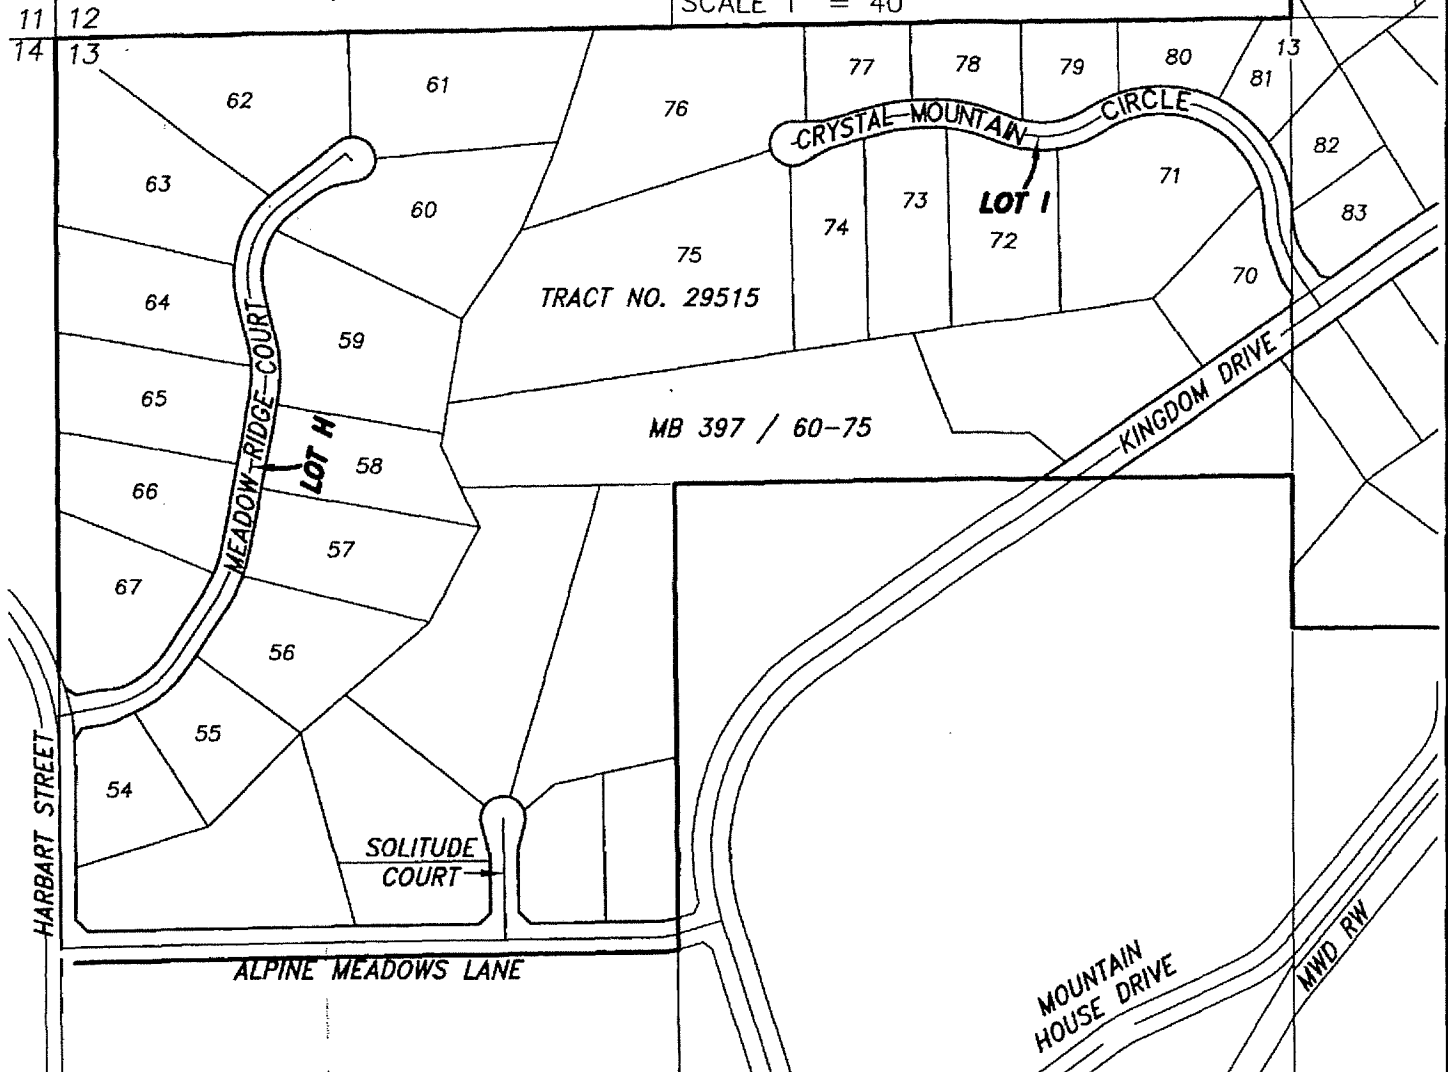 SCALE 1" = 40
11 12
14 13
62
61
76
77
78
79
80
81
13
CRYSTAL MOUNTAIN CIRCLE
82
63
60
LOT I
71
83
75
74
73
72
70
64
TRACT NO. 29515
59
65
MEADOW RIDGE COURT
MB 397 / 60-75
KINGDOM DRIVE
LOT H
58
66
57
67
56
55
54
HARBART STREET
SOLITUDE
COURT
ALPINE MEADOWS LANE
MOUNTAIN
HOUSE DRIVE
MWD RW